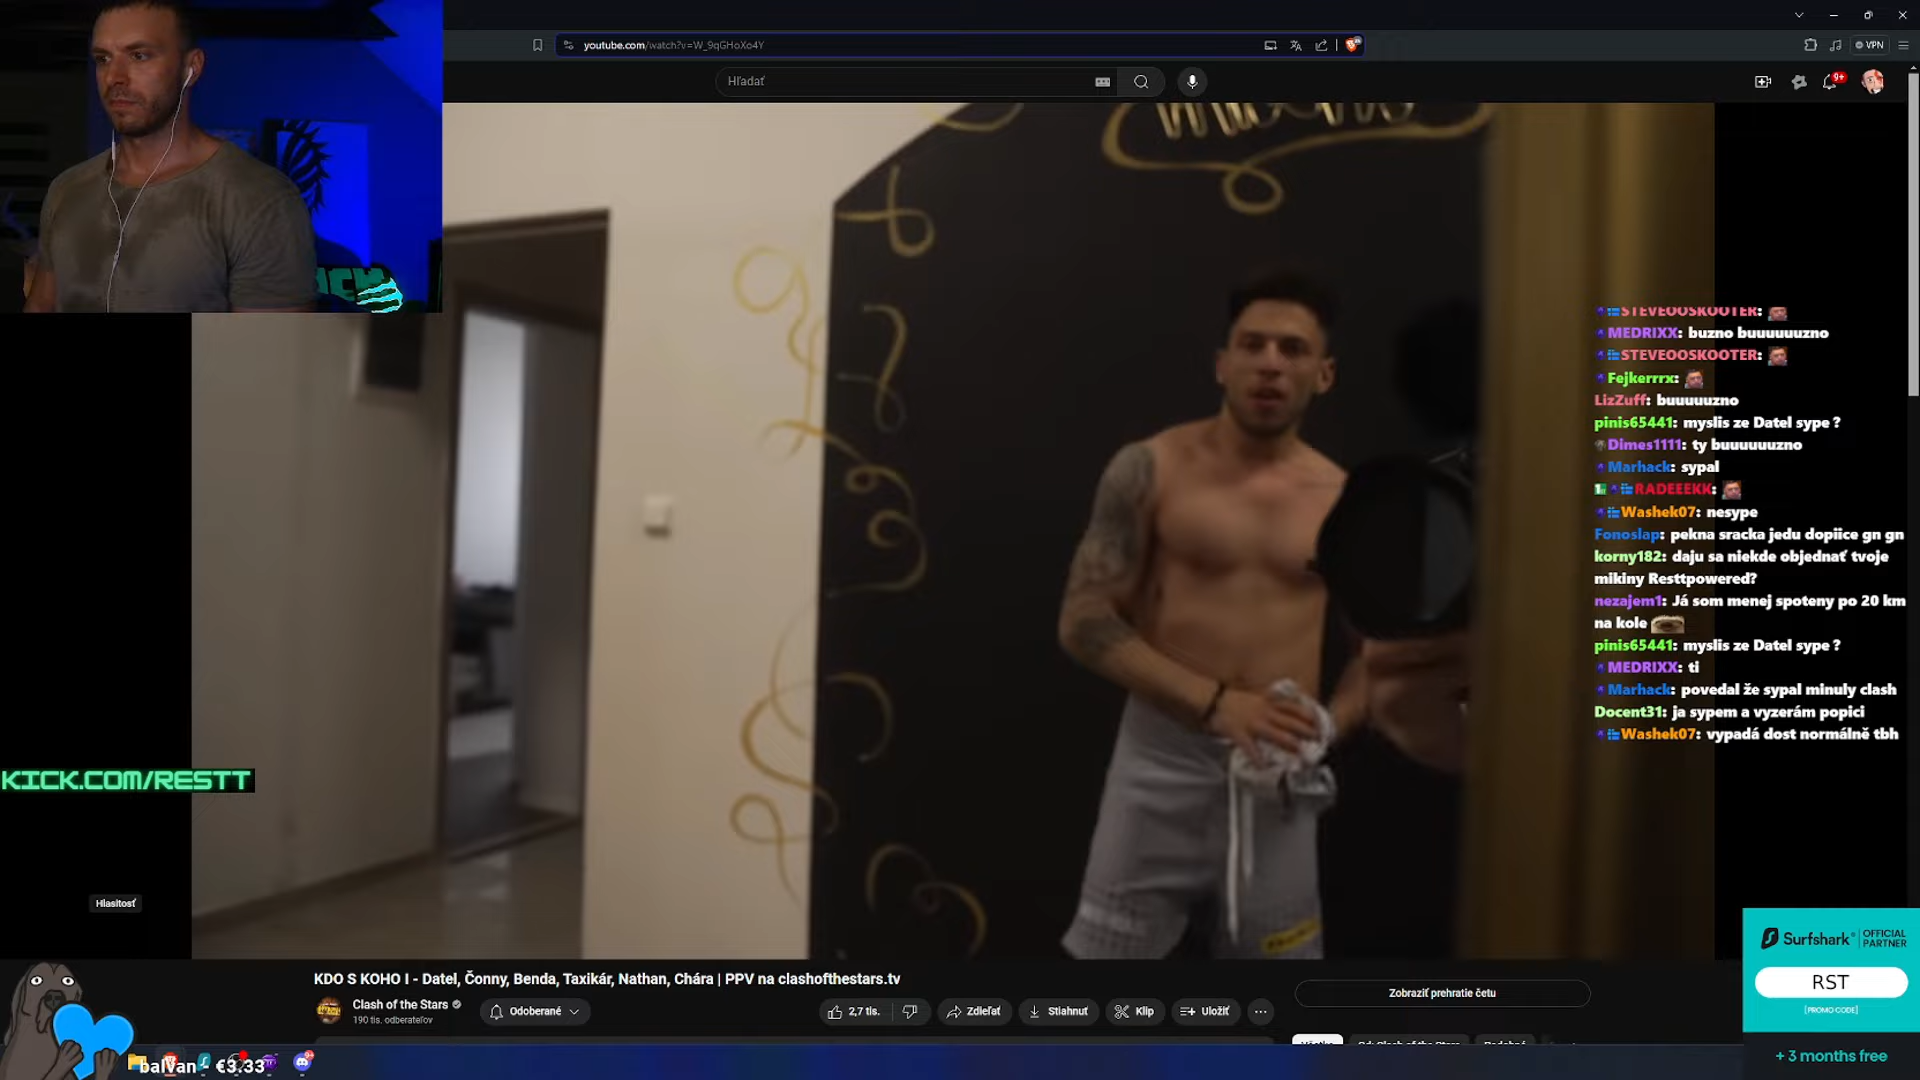 youtube.com/watch?v=W_9qGHoXo4Y
VPN
Hľadať
9+
STEVEOOSKOOTER:
MEDRIXX: buzno buuuuuuzno
STEVEOOSKOOTER:
Fejkerrrx:
LizZuff: buuuuuzno
pinis65441: myslis ze Datel sype ?
Dimes1111: ty buuuuuuzno
Marhack: sypal
RADEEEKK:
Washek07: nesype
Fonoslap: pekna sracka jedu dopiice gn gn
korny182: daju sa niekde objednať tvoje
mikiny Resttpowered?
nezajem1: Já som menej spoteny po 20 km
na kole
pinis65441: myslis ze Datel sype ?
MEDRIXX: ti
Marhack: povedal že sypal minuly clash
Docent31: ja sypem a vyzerám popici
Washek07: vypadá dost normálně tbh
KICK.COM/RESTT
Hlasitosť
KDO S KOHO I - Datel, Čonny, Benda, Taxikár, Nathan, Chára | PPV na clashofthestars.tv
Clash of the Stars
190 tis. odberateľov
Odoberané
2,7 tis.
Zdieľať
Stiahnuť
Klip
Uložiť
Zobraziť prehratie četu
Surfshark OFFICIAL PARTNER
RST
[PROMO CODE]
+ 3 months free
balvan - €3.33